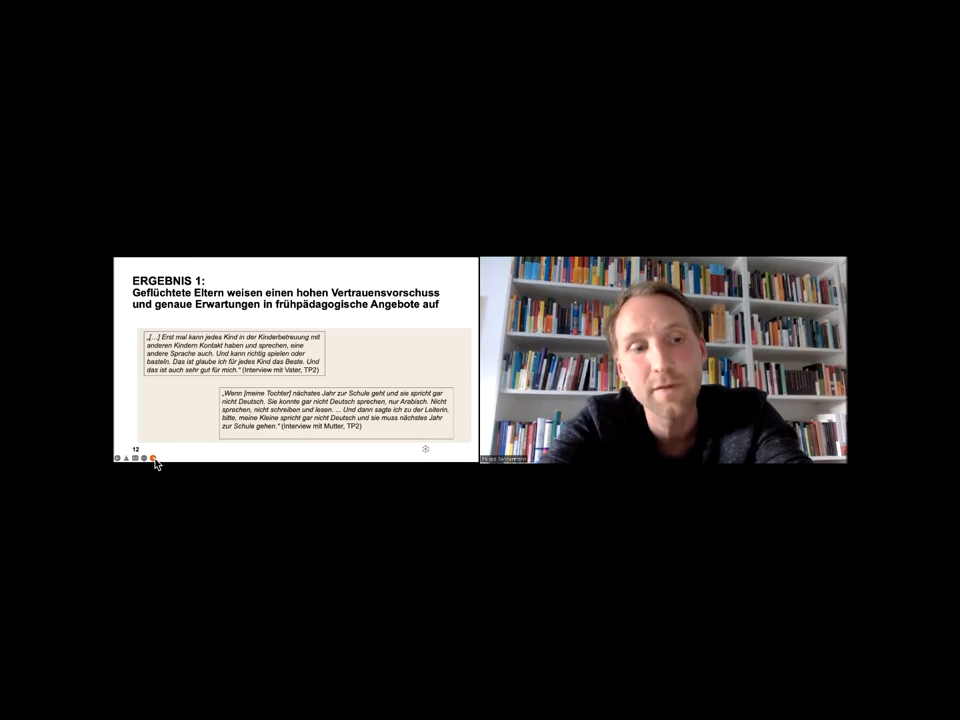 ERGEBNIS 1:
Geflüchtete Eltern weisen einen hohen Vertrauensvorschuss
und genaue Erwartungen in frühpädagogische Angebote auf
„[…] Erst mal kann jedes Kind in der Kinderbetreuung mit
anderen Kindern Kontakt haben und sprechen, eine
andere Sprache auch. Und kann richtig spielen oder
basteln. Das ist glaube ich für jedes Kind das Beste. Und
das ist auch sehr gut für mich.“ (Interview mit Vater, TP2)
„Wenn [meine Tochter] nächstes Jahr zur Schule geht und sie spricht gar
nicht Deutsch. Sie konnte gar nicht Deutsch sprechen, nur Arabisch. Nicht
sprechen, nicht schreiben und lesen. ... Und dann sagte ich zu der Leiterin,
bitte, meine Kleine spricht gar nicht Deutsch und sie muss nächstes Jahr
zur Schule gehen.“ (Interview mit Mutter, TP2)
12
Philipp Sandermann